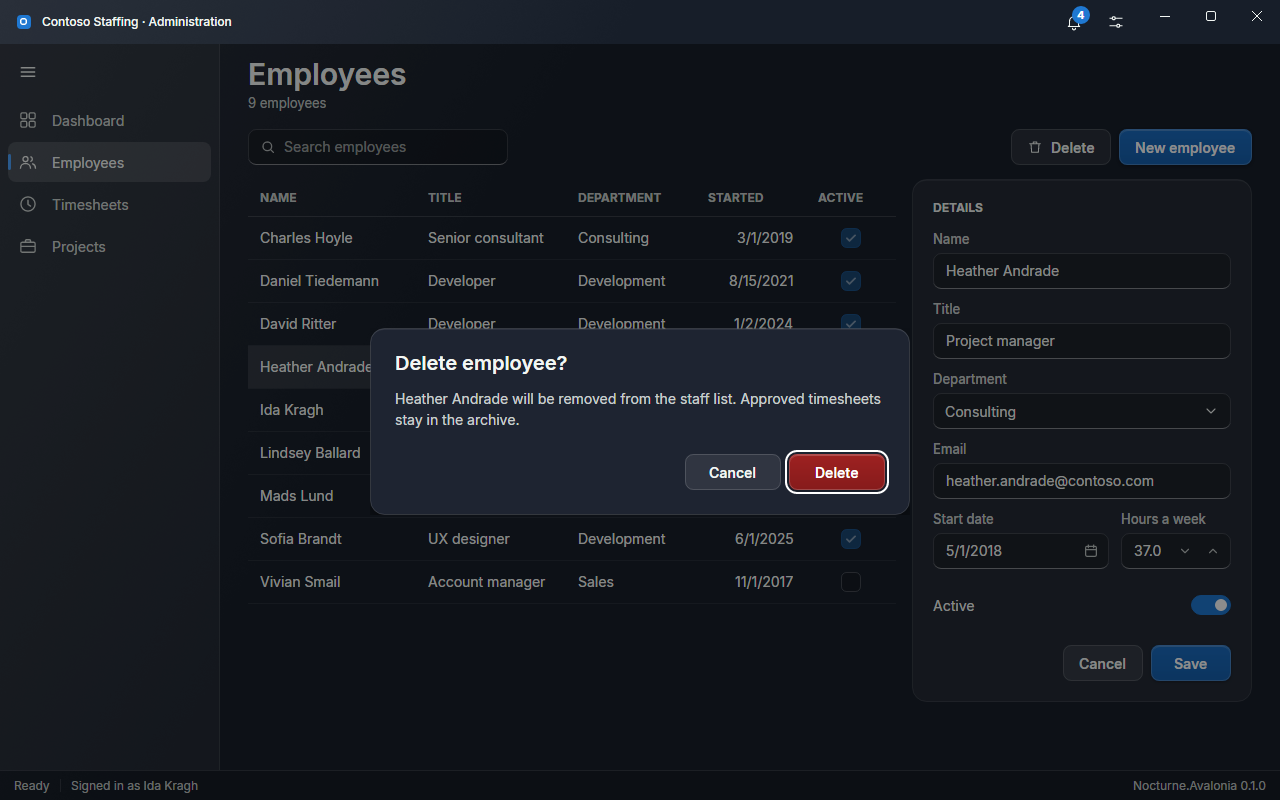 Contoso Staffing · Administration
4
Dashboard
Employees
Timesheets
Projects
Employees
9 employees
Search employees
Delete
New employee
NAME TITLE DEPARTMENT STARTED ACTIVE
Charles Hoyle Senior consultant Consulting 3/1/2019
Daniel Tiedemann Developer Development 8/15/2021
David Ritter Developer Development 1/2/2024
Heather Andrade
Ida Kragh
Lindsey Ballard
Mads Lund
Sofia Brandt UX designer Development 6/1/2025
Vivian Smail Account manager Sales 11/1/2017
Delete employee?
Heather Andrade will be removed from the staff list. Approved timesheets
stay in the archive.
Cancel Delete
DETAILS
Name
Heather Andrade
Title
Project manager
Department
Consulting
Email
heather.andrade@contoso.com
Start date Hours a week
5/1/2018 37.0
Active
Cancel Save
Ready Signed in as Ida Kragh Nocturne.Avalonia 0.1.0